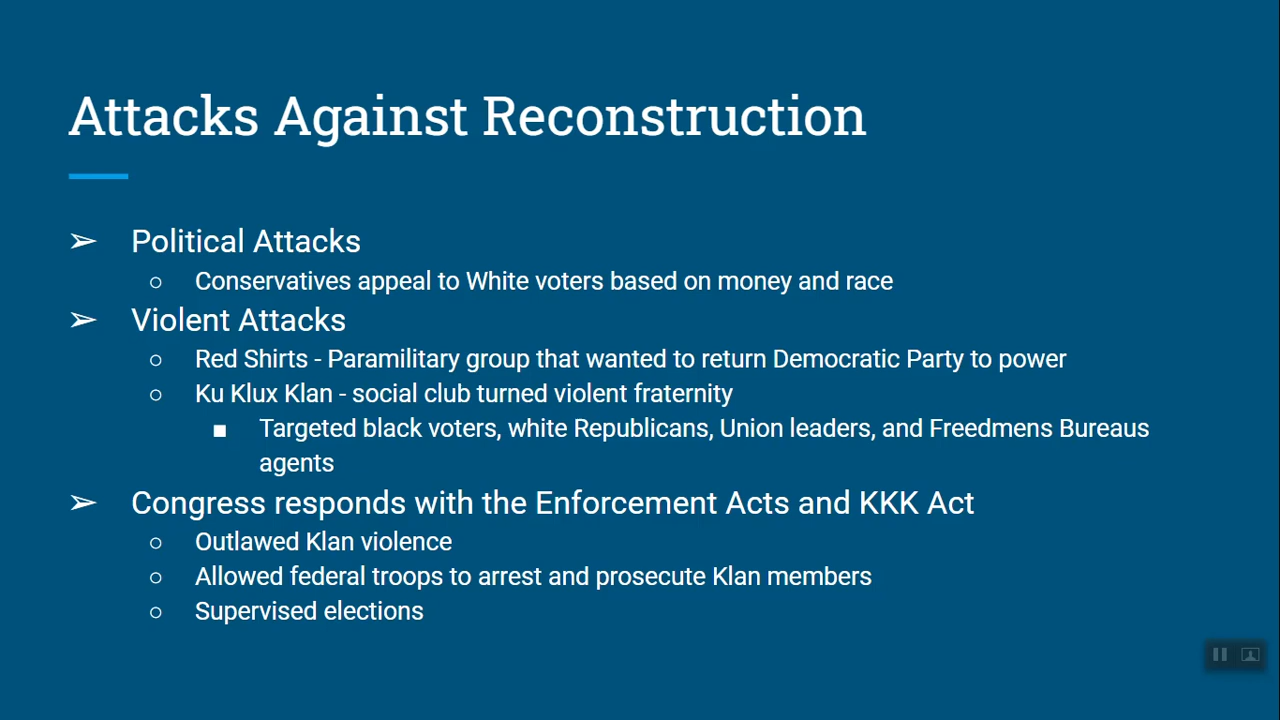 Attacks Against Reconstruction
➢ Political Attacks
○ Conservatives appeal to White voters based on money and race
➢ Violent Attacks
○ Red Shirts - Paramilitary group that wanted to return Democratic Party to power
○ Ku Klux Klan - social club turned violent fraternity
■ Targeted black voters, white Republicans, Union leaders, and Freedmens Bureaus
agents
➢ Congress responds with the Enforcement Acts and KKK Act
○ Outlawed Klan violence
○ Allowed federal troops to arrest and prosecute Klan members
○ Supervised elections